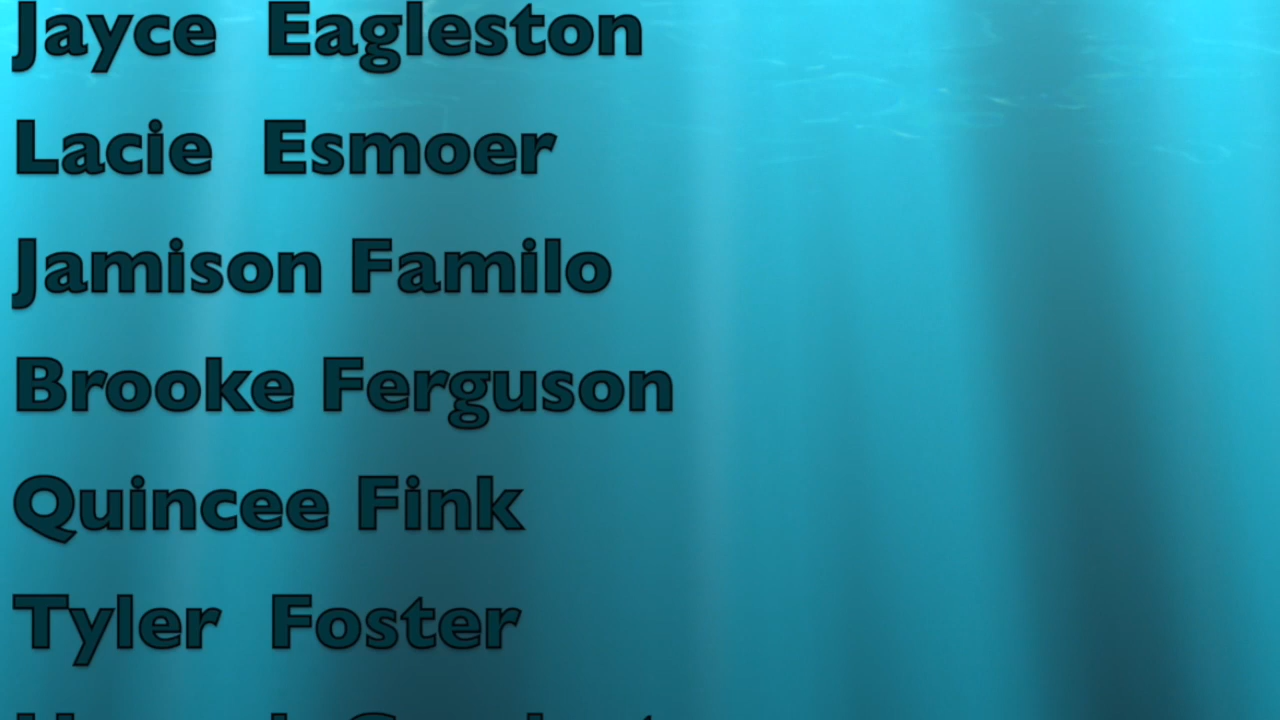 Jayce Eagleston
Lacie Esmoer
Jamison Familo
Brooke Ferguson
Quincee Fink
Tyler Foster